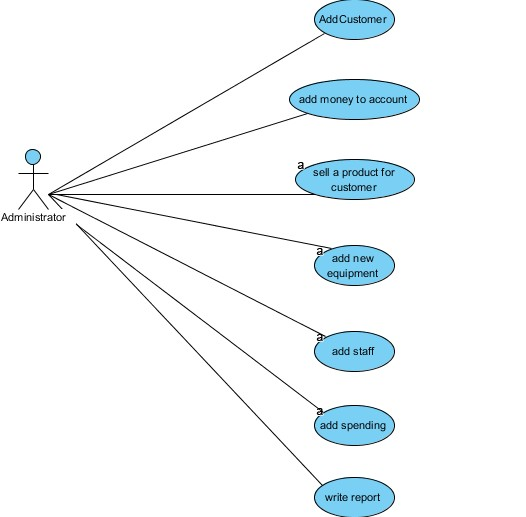 AddCustomer
add money to account
a
sell a product for
customer
Administrator
a
add new
equipment
a
add staff
a
add spending
write report